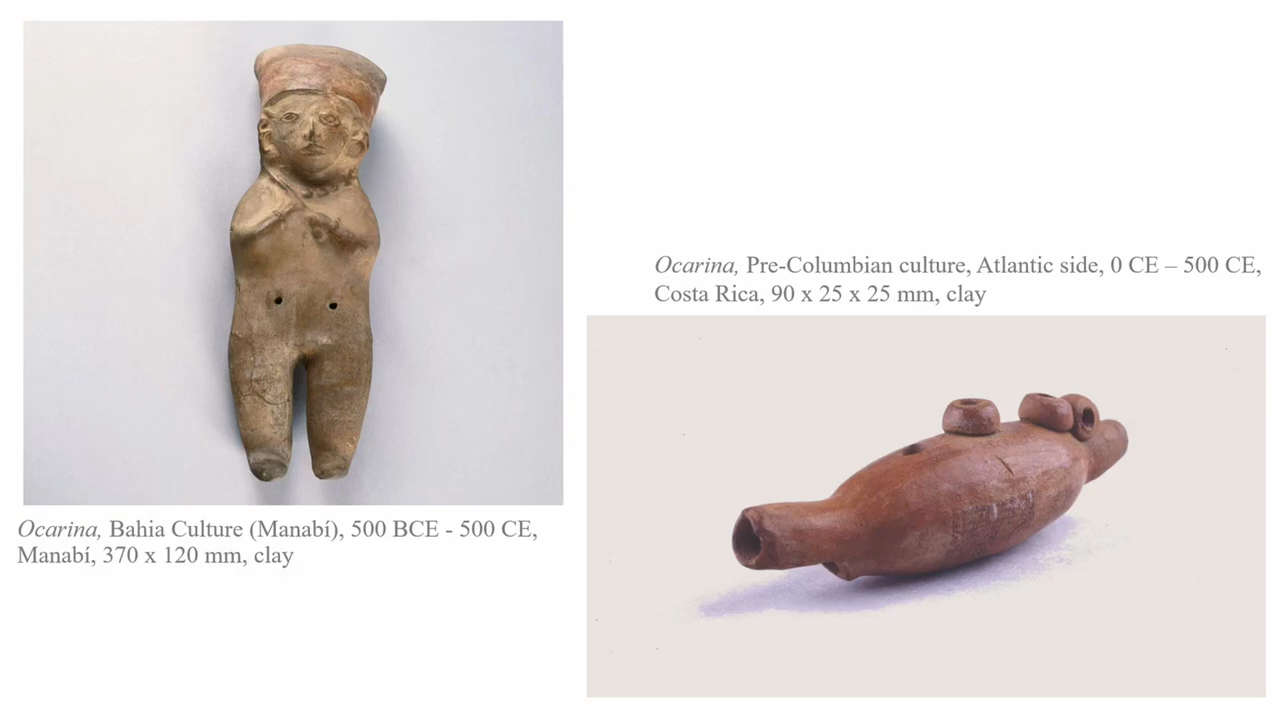 Ocarina, Bahia Culture (Manabí), 500 BCE - 500 CE,
Manabí, 370 x 120 mm, clay
Ocarina, Pre-Columbian culture, Atlantic side, 0 CE – 500 CE,
Costa Rica, 90 x 25 x 25 mm, clay